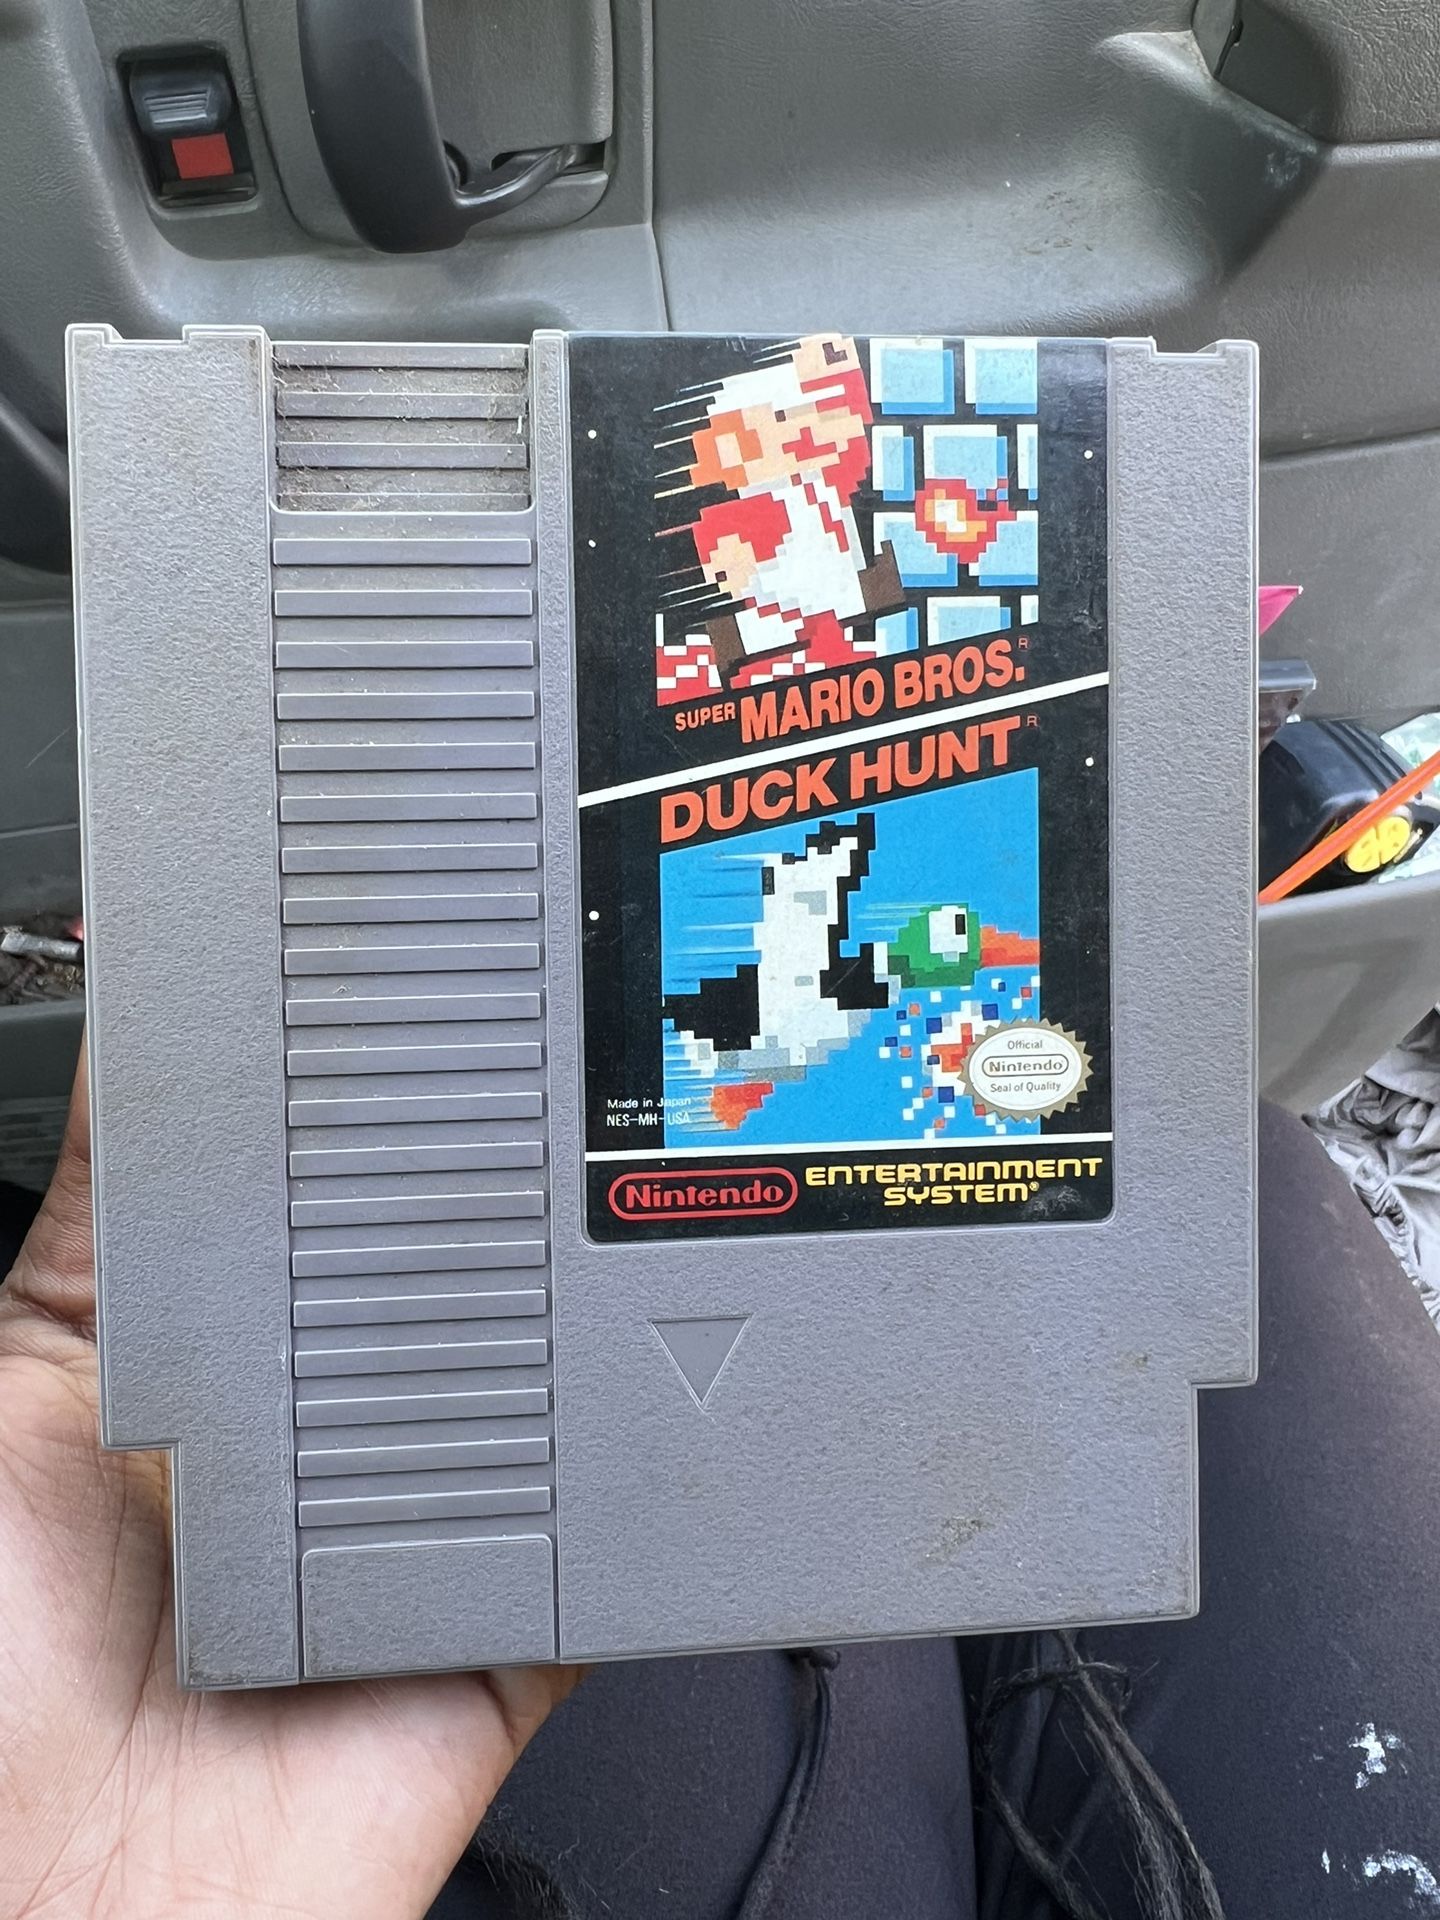 SUPER MARIO BROS.®
DUCK HUNT®
Official
Nintendo
Seal of Quality
Made in Japan
NES-MH-USA
Nintendo
ENTERTAINMENT
SYSTEM®